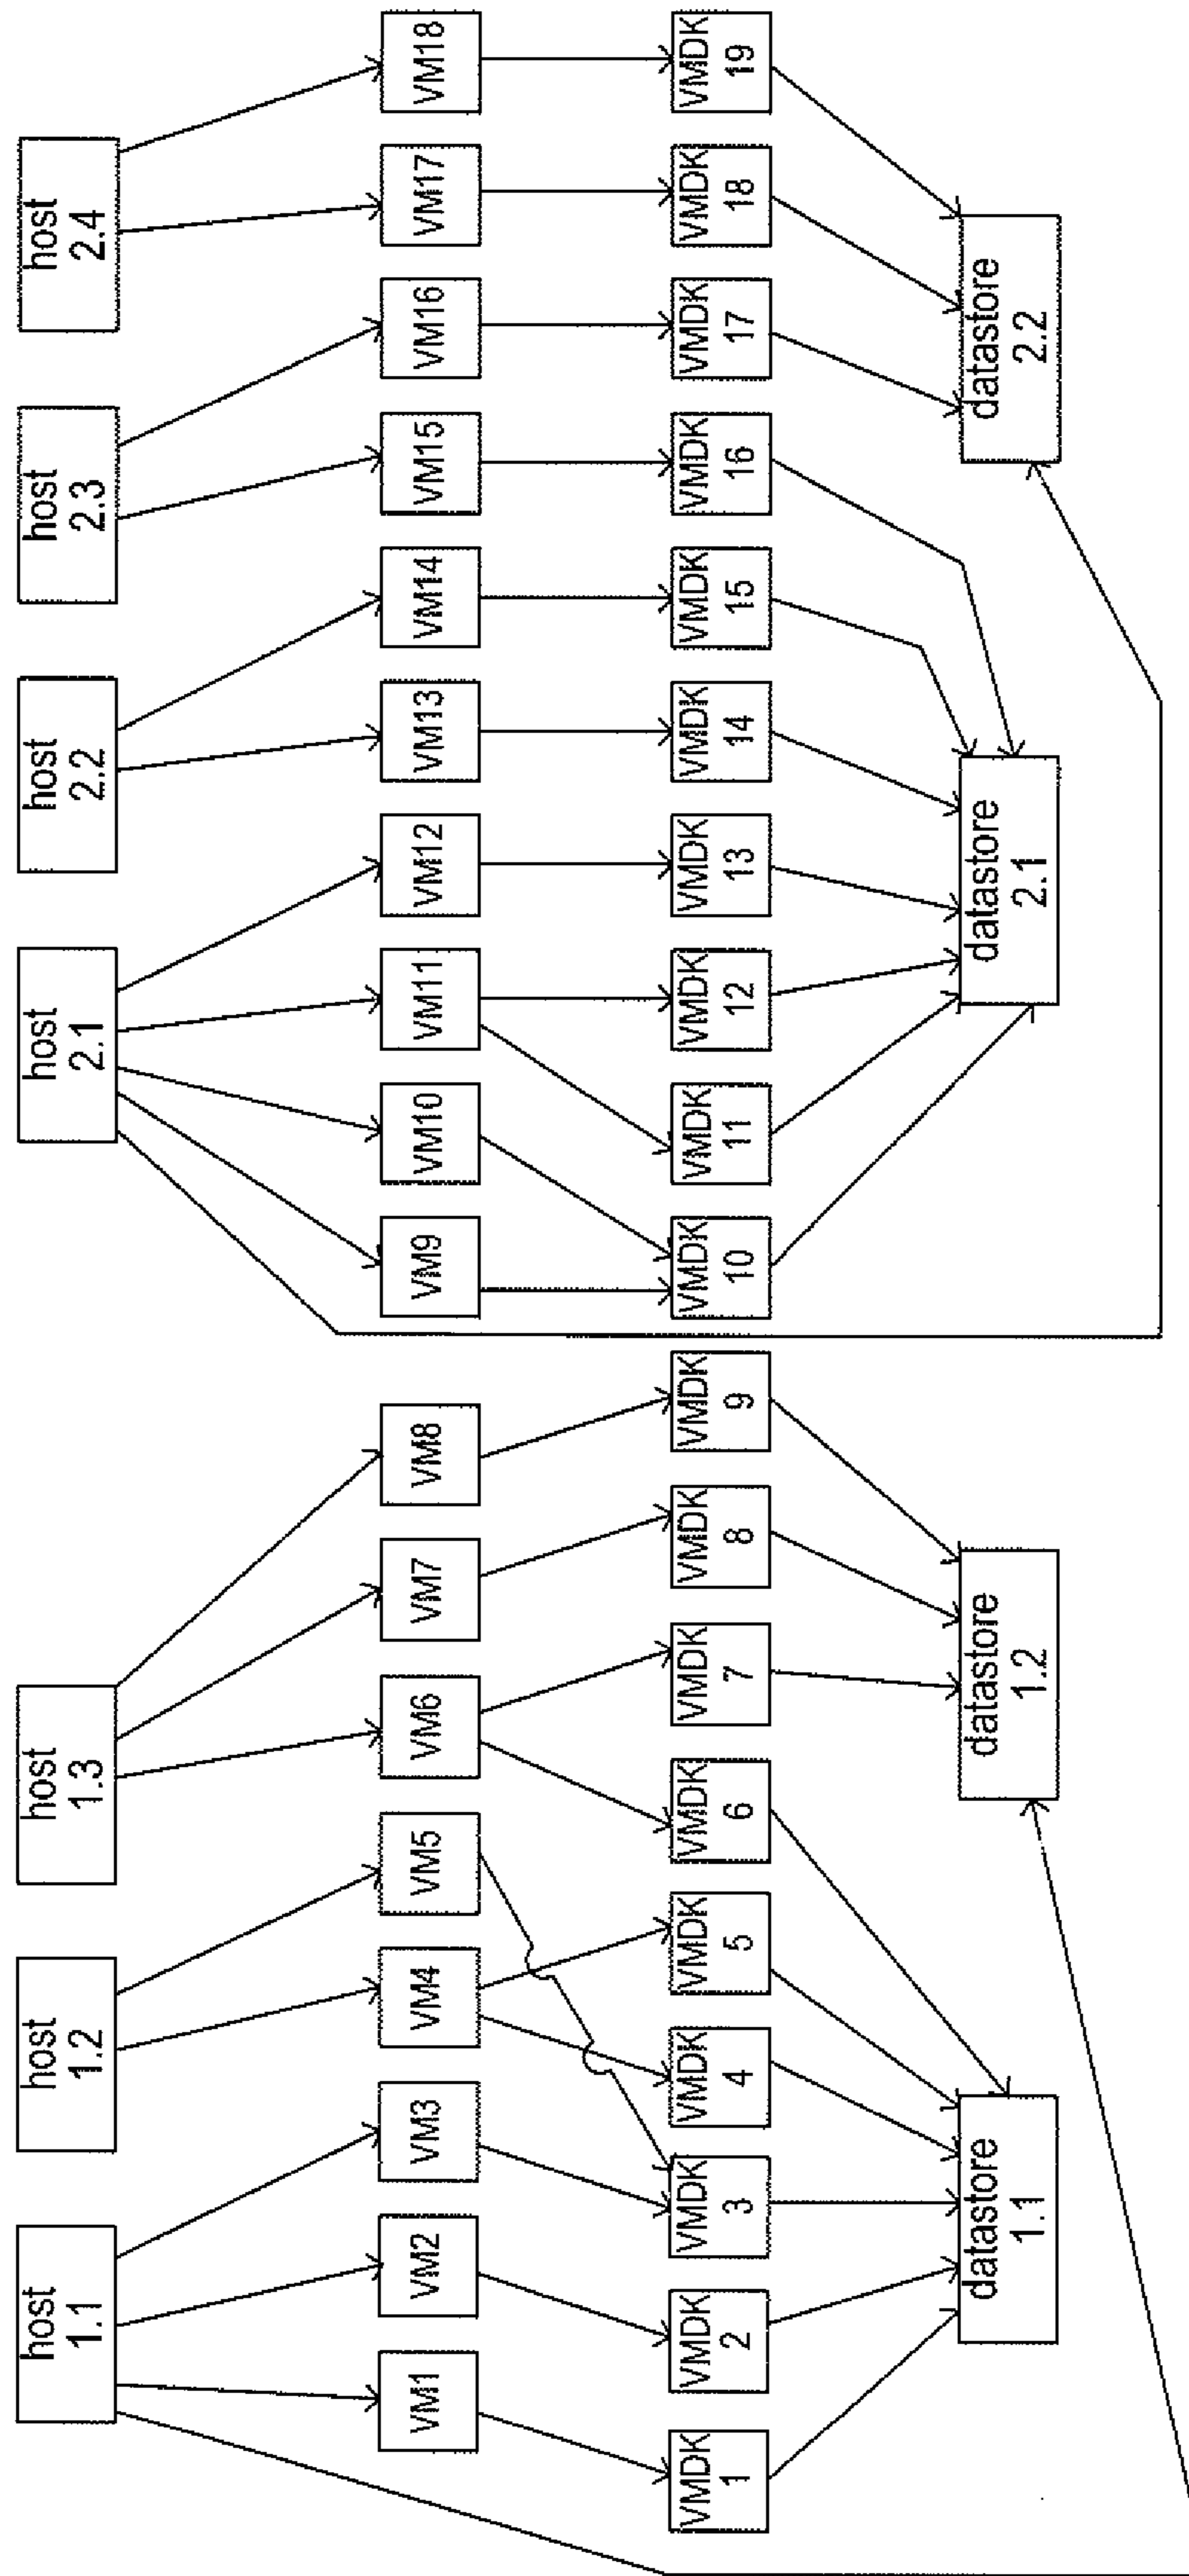 host
1.1
host
1.2
host
1.3
host
2.1
host
2.2
host
2.3
host
2.4
VM1
VM2
VM3
VM4
VM5
VM6
VM7
VM8
VM9
VM10
VM11
VM12
VM13
VM14
VM15
VM16
VM17
VM18
VMDK
1
VMDK
2
VMDK
3
VMDK
4
VMDK
5
VMDK
6
VMDK
7
VMDK
8
VMDK
9
VMDK
10
VMDK
11
VMDK
12
VMDK
13
VMDK
14
VMDK
15
VMDK
16
VMDK
17
VMDK
18
VMDK
19
datastore
1.1
datastore
1.2
datastore
2.1
datastore
2.2